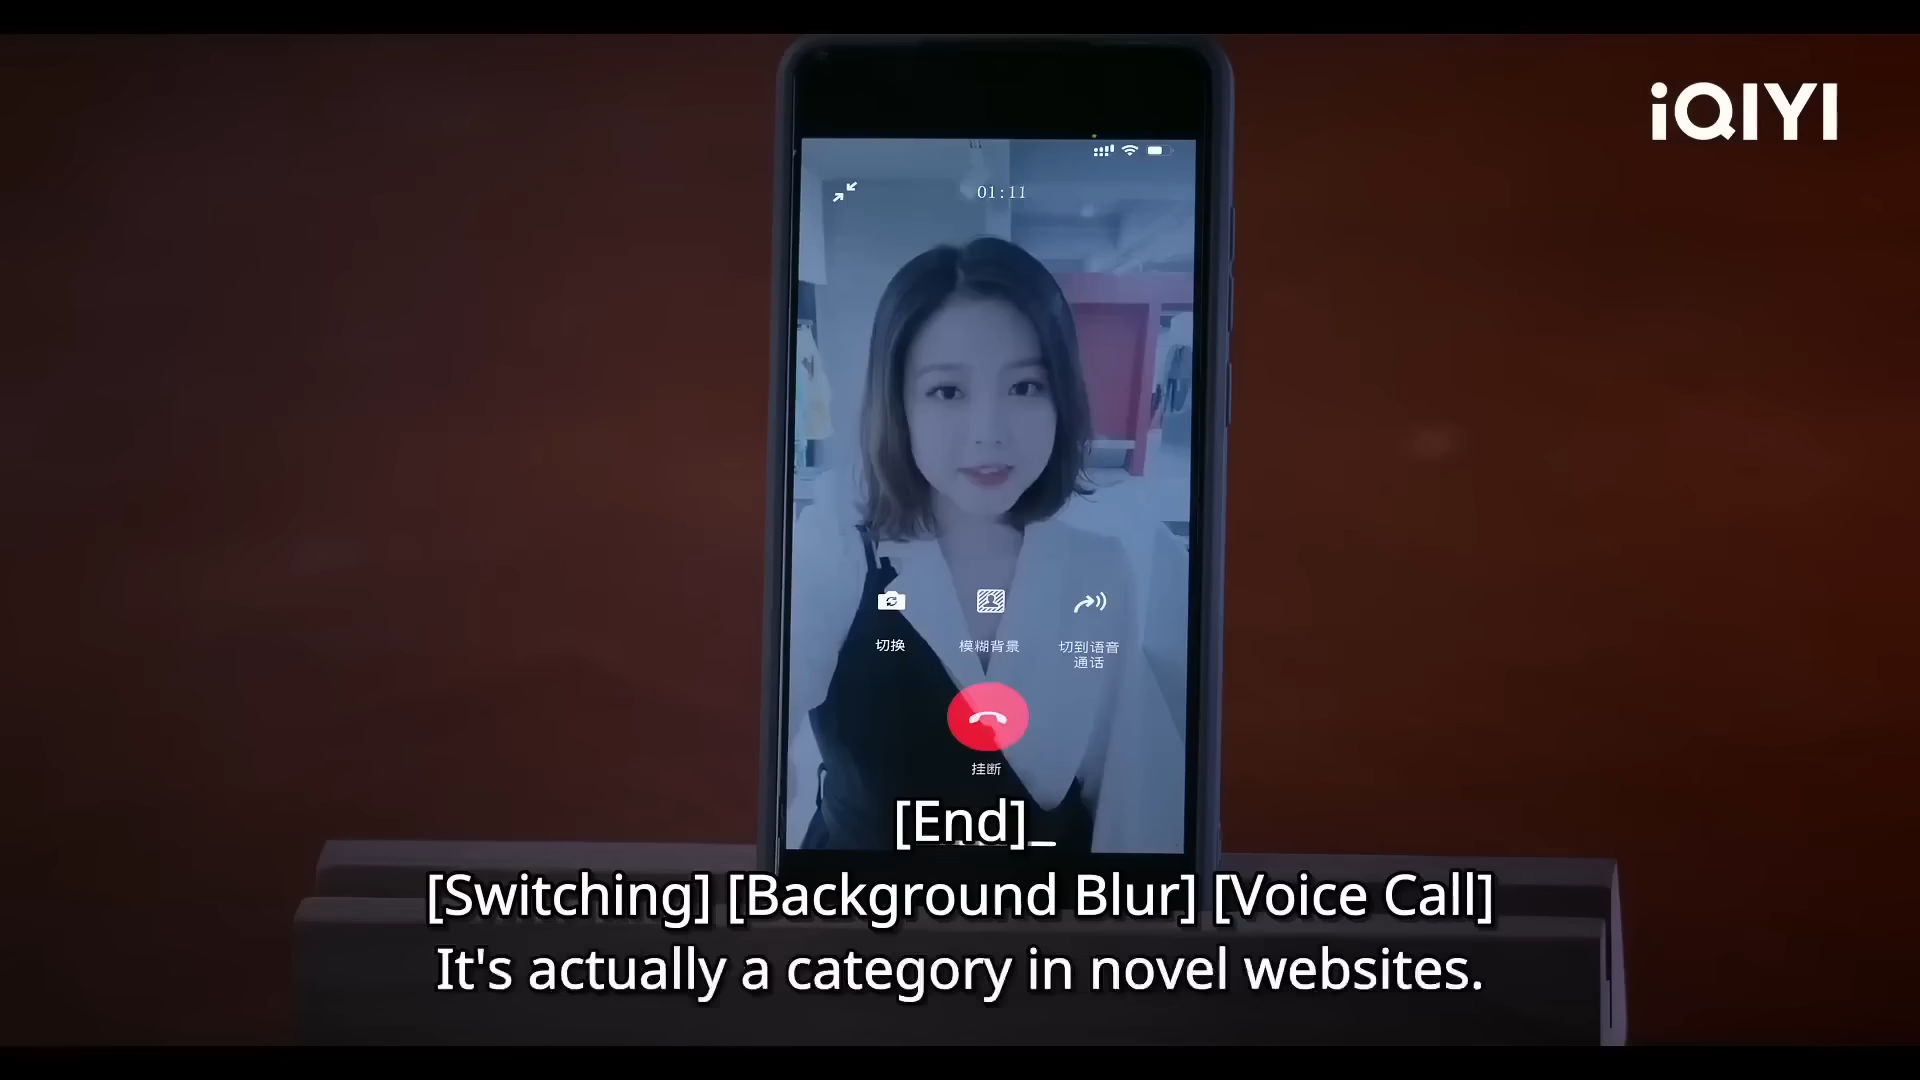 iQIYI
01:11
切换
模糊背景
切到语音
通话
挂断
[End]
[Switching] [Background Blur] [Voice Call]
It's actually a category in novel websites.